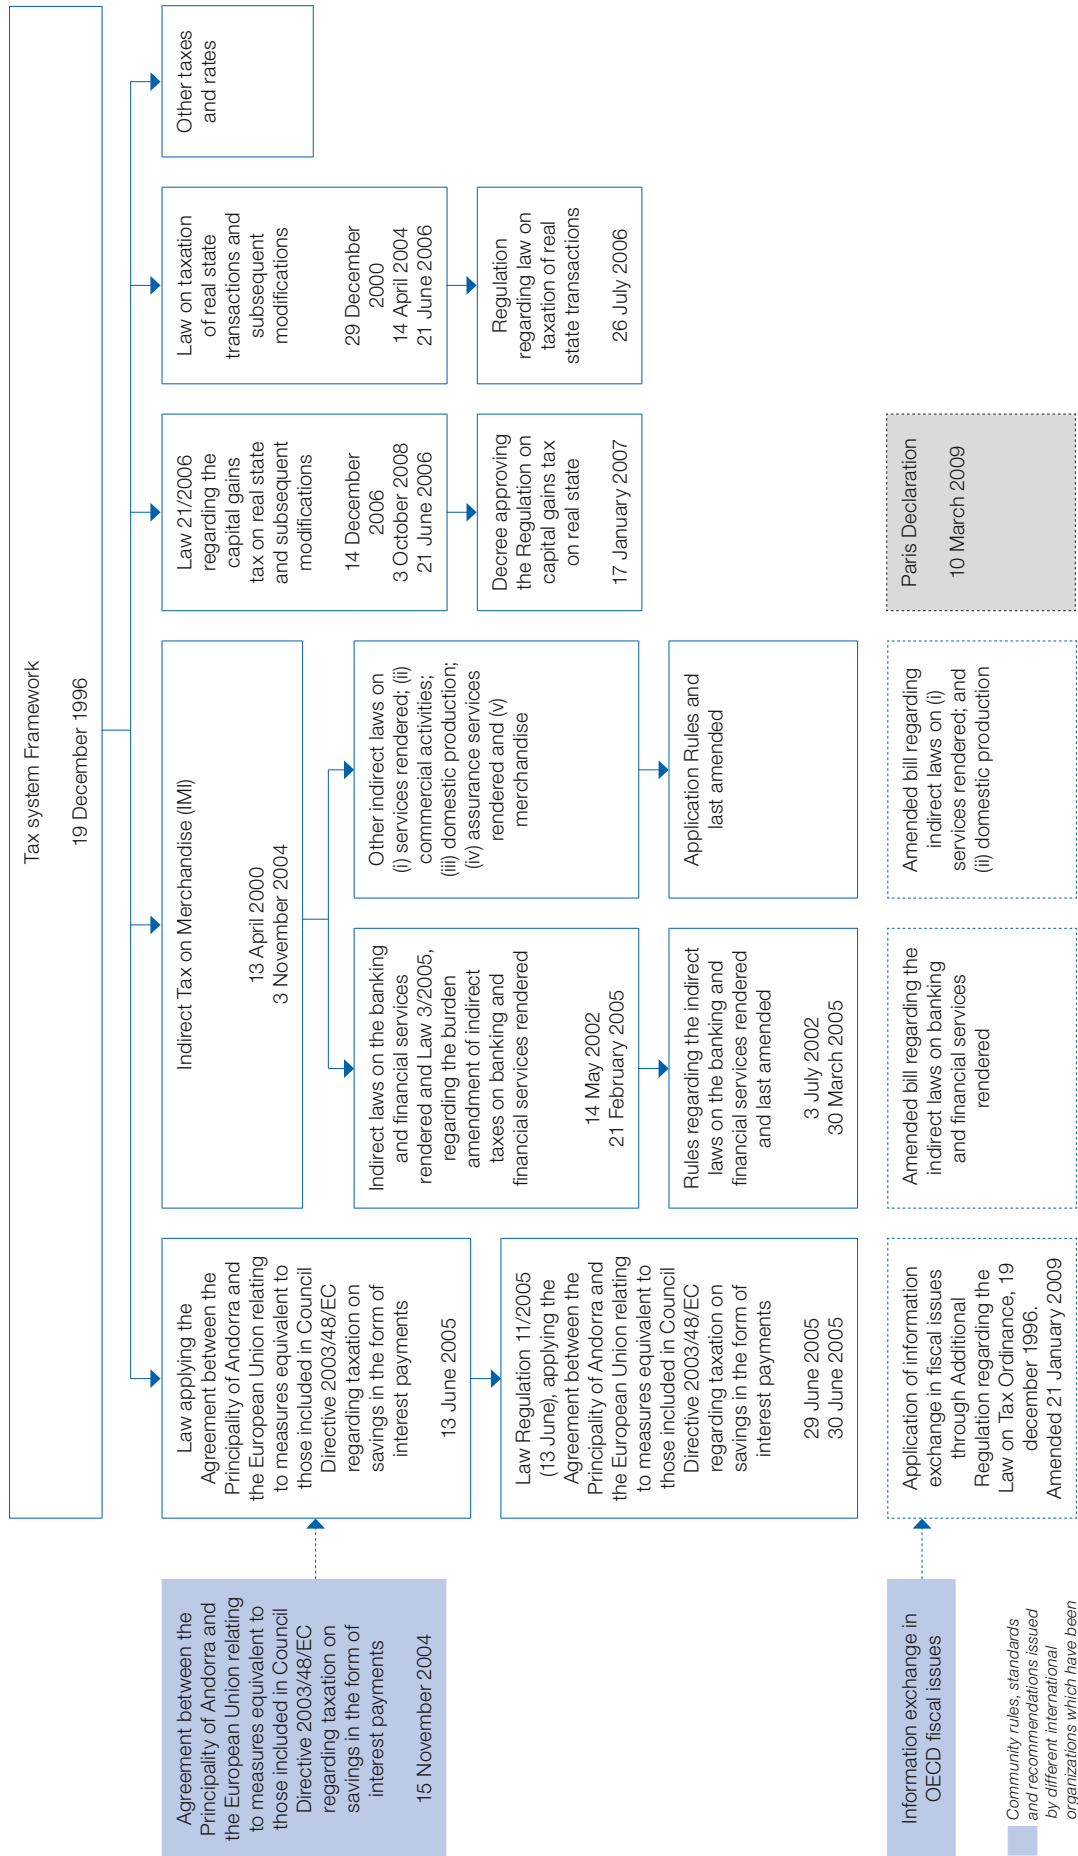 Tax system Framework
19 December 1996
Agreement between the
Principality of Andorra and
the European Union relating
to measures equivalent to
those included in Council
Directive 2003/48/EC
regarding taxation on
savings in the form of
interest payments
15 November 2004
Law applying the
Agreement between the
Principality of Andorra and
the European Union relating
to measures equivalent to
those included in Council
Directive 2003/48/EC
regarding taxation on
savings in the form of
interest payments
13 June 2005
Indirect Tax on Merchandise (IMI)
13 April 2000
3 November 2004
Law 21/2006
regarding the
capital gains
tax on real state
and subsequent
modifications
14 December
2006
3 October 2008
21 June 2006
Law on taxation
of real state
transactions and
subsequent
modifications
29 December
2000
14 April 2004
21 June 2006
Other taxes
and rates
Indirect laws on the banking
and financial services
rendered and Law 3/2005,
regarding the burden
amendment of indirect
taxes on banking and
financial services rendered
14 May 2002
21 February 2005
Other indirect laws on
(i) services rendered; (ii)
commercial activities;
(iii) domestic production;
(iv) assurance services
rendered and (v)
merchandise
Law Regulation 11/2005
(13 June), applying the
Agreement between the
Principality of Andorra and
the European Union relating
to measures equivalent to
those included in Council
Directive 2003/48/EC
regarding taxation on
savings in the form of
interest payments
29 June 2005
30 June 2005
Decree approving
the Regulation on
capital gains tax
on real state
17 January 2007
Regulation
regarding law on
taxation of real
state transactions
26 July 2006
Rules regarding the indirect
laws on the banking and
financial services rendered
and last amended
3 July 2002
30 March 2005
Application Rules and
last amended
Information exchange in
OECD fiscal issues
Application of information
exchange in fiscal issues
through Additional
Regulation regarding the
Law on Tax Ordinance, 19
december 1996.
Amended 21 January 2009
Amended bill regarding the
indirect laws on banking
and financial services
rendered
Amended bill regarding
indirect laws on (i)
services rendered; and
(ii) domestic production
Paris Declaration
10 March 2009
Community rules, standards
and recommendations issued
by different international
organizations which have been